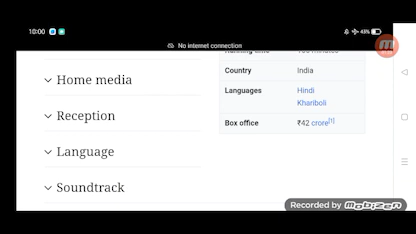 10:00
48%
No internet connection
Home media
Reception
Language
Soundtrack
Country India
Languages Hindi
Khariboli
Box office ₹42 crore[1]
Recorded by MOBIZEN